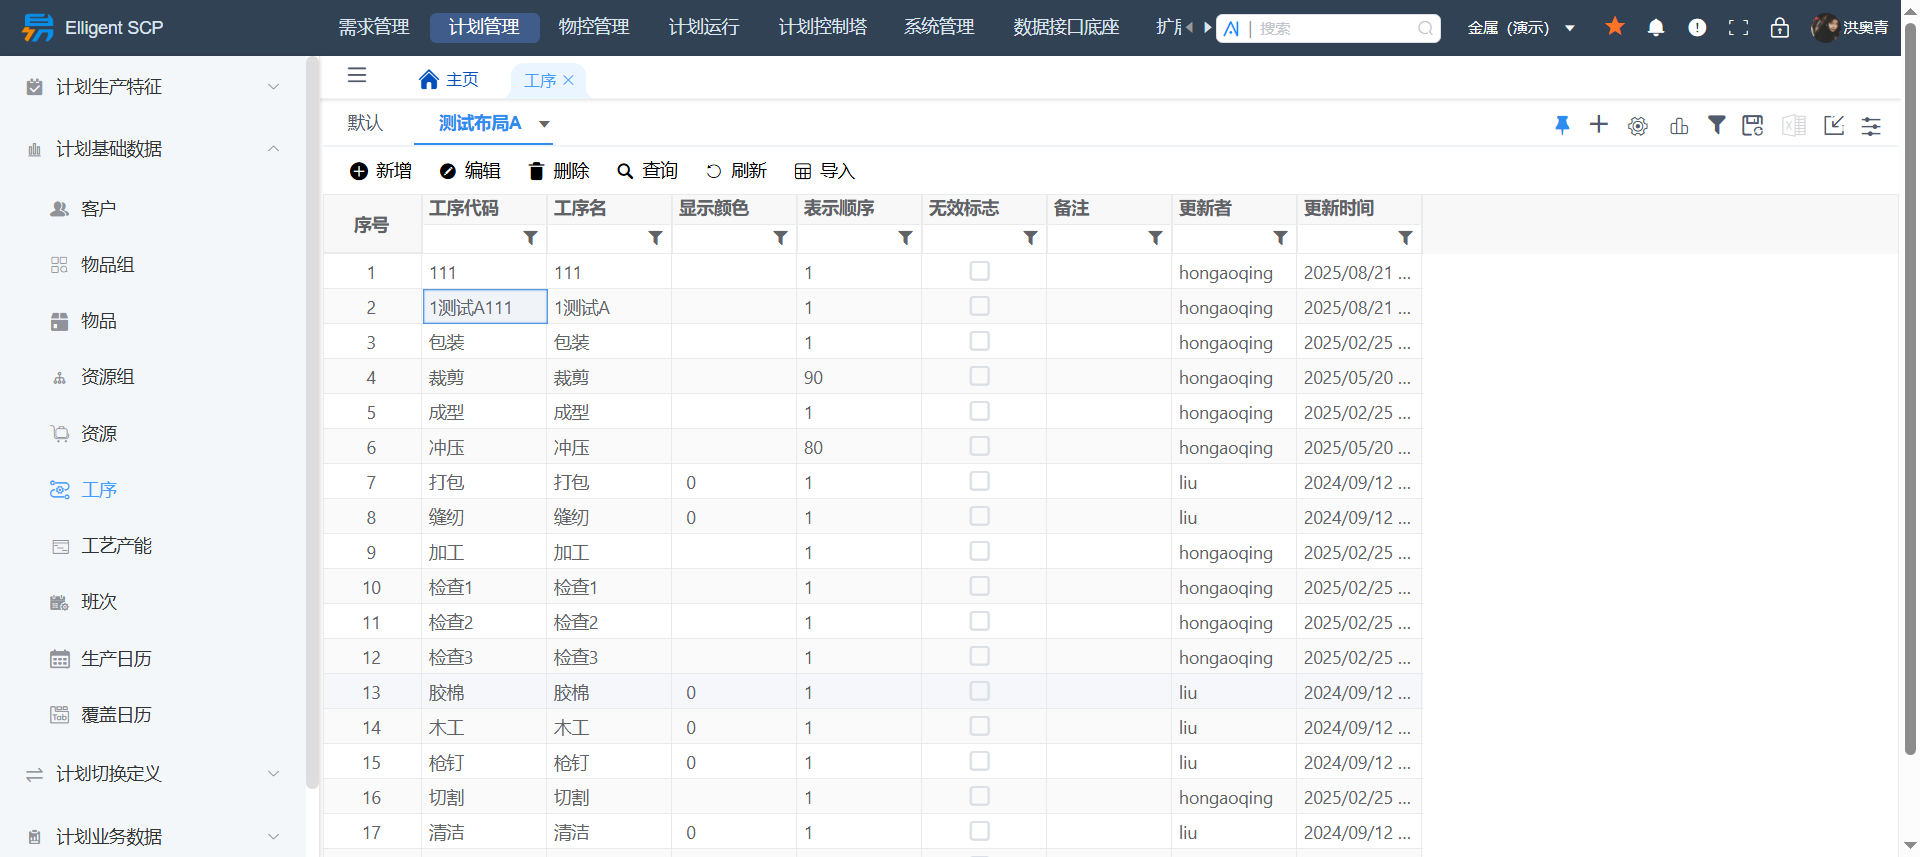 Elligent SCP
需求管理 计划管理 物控管理 计划运行 计划控制塔 系统管理 数据接口底座
AI | 搜索
金属 (演示)
洪奥青
计划生产特征
计划基础数据
客户
物品组
物品
资源组
资源
工序
工艺产能
班次
生产日历
Tab 覆盖日历
计划切换定义
计划业务数据
主页 工序
默认 测试布局A
新增 编辑 删除 查询 刷新 导入
序号 工序代码 工序名 显示颜色 表示顺序 无效标志 备注 更新者 更新时间
1 111 111 1 hongaoqing 2025/08/21 ...
2 1测试A111 1测试A 1 hongaoqing 2025/08/21 ...
3 包装 包装 1 hongaoqing 2025/02/25 ...
4 裁剪 裁剪 90 hongaoqing 2025/05/20 ...
5 成型 成型 1 hongaoqing 2025/02/25 ...
6 冲压 冲压 80 hongaoqing 2025/05/20 ...
7 打包 打包 0 1 liu 2024/09/12 ...
8 缝纫 缝纫 0 1 liu 2024/09/12 ...
9 加工 加工 1 hongaoqing 2025/02/25 ...
10 检查1 检查1 1 hongaoqing 2025/02/25 ...
11 检查2 检查2 1 hongaoqing 2025/02/25 ...
12 检查3 检查3 1 hongaoqing 2025/02/25 ...
13 胶棉 胶棉 0 1 liu 2024/09/12 ...
14 木工 木工 0 1 liu 2024/09/12 ...
15 枪钉 枪钉 0 1 liu 2024/09/12 ...
16 切割 切割 1 hongaoqing 2025/02/25 ...
17 清洁 清洁 0 1 liu 2024/09/12 ...